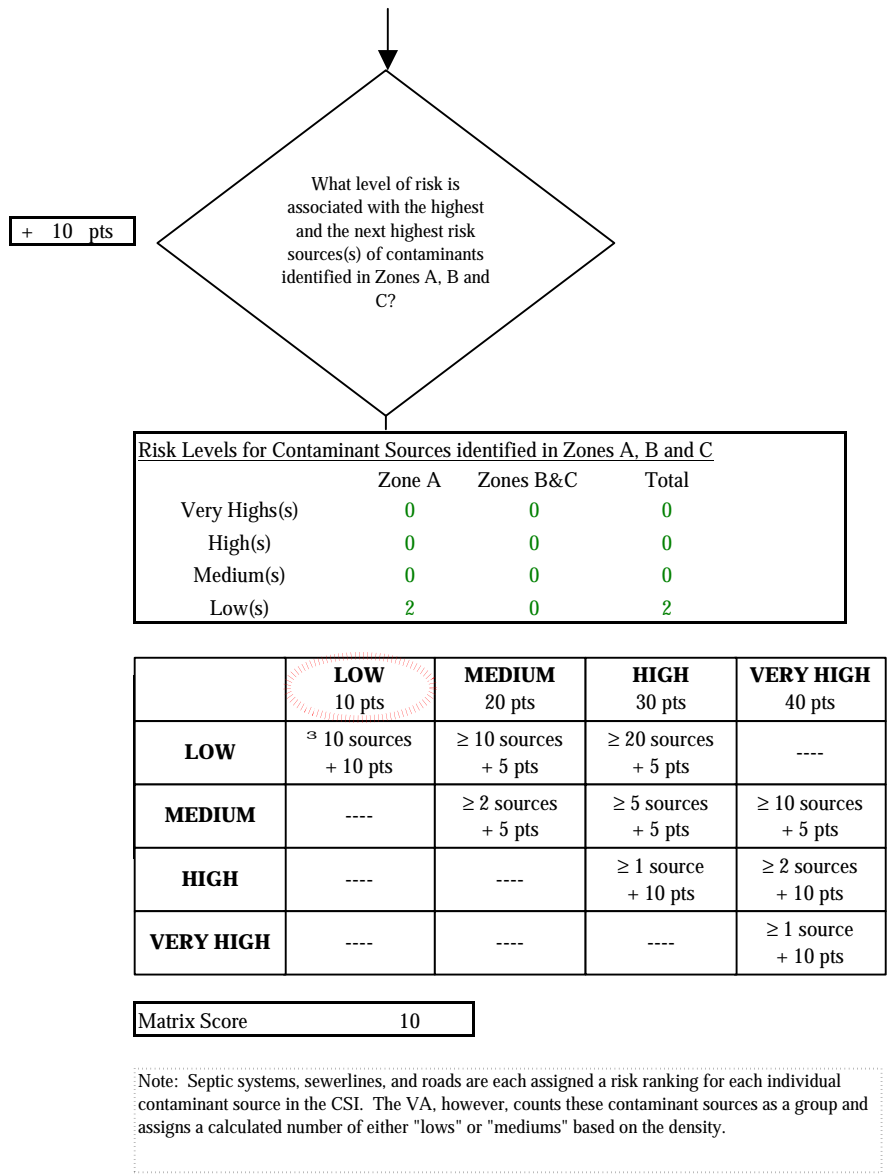 What level of risk is
associated with the highest
and the next highest risk
sources(s) of contaminants
identified in Zones A, B and
C?
+ 10 pts
Risk Levels for Contaminant Sources identified in Zones A, B and C
Zone A Zones B&C Total
Very Highs(s) 0 0 0
High(s) 0 0 0
Medium(s) 0 0 0
Low(s) 2 0 2
LOW MEDIUM HIGH VERY HIGH
10 pts 20 pts 30 pts 40 pts
LOW ³ 10 sources ≥ 10 sources ≥ 20 sources ----
+ 10 pts + 5 pts + 5 pts
MEDIUM ---- ≥ 2 sources ≥ 5 sources ≥ 10 sources
+ 5 pts + 5 pts + 5 pts
HIGH ---- ---- ≥ 1 source ≥ 2 sources
+ 10 pts + 10 pts
VERY HIGH ---- ---- ---- ≥ 1 source
+ 10 pts
Matrix Score 10
Note: Septic systems, sewerlines, and roads are each assigned a risk ranking for each individual
contaminant source in the CSI. The VA, however, counts these contaminant sources as a group and
assigns a calculated number of either "lows" or "mediums" based on the density.